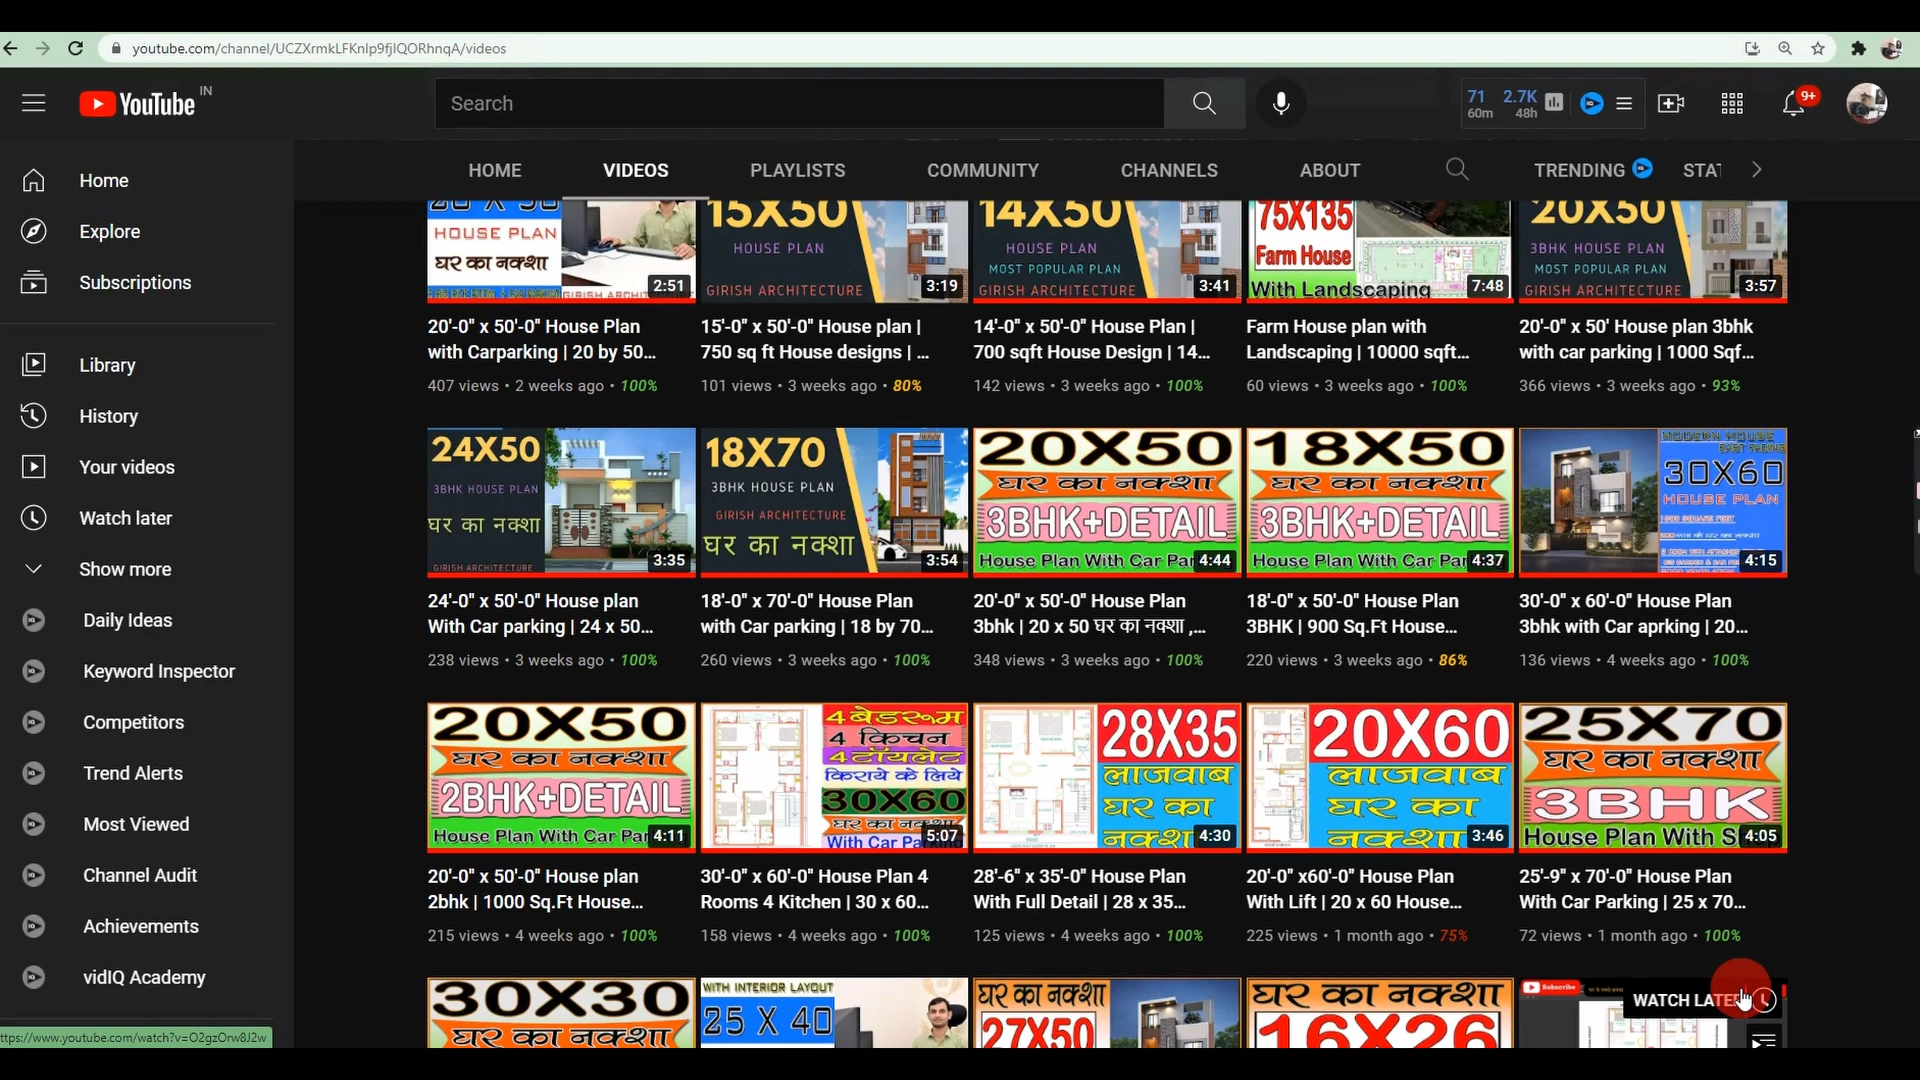 youtube.com/channel/UCZXrmkLFKnIp9fjIQORhnqA/videos
YouTube IN
Search
71 2.7K
60m 48h
9+
HOME VIDEOS PLAYLISTS COMMUNITY CHANNELS ABOUT TRENDING STAT
Home
Explore
Subscriptions
Library
History
Your videos
Watch later
Show more
Daily Ideas
Keyword Inspector
Competitors
Trend Alerts
Most Viewed
Channel Audit
Achievements
vidIQ Academy
20 X 50
HOUSE PLAN
घर का नक्शा
2:51
15X50
HOUSE PLAN
GIRISH ARCHITECTURE
3:19
14X50
HOUSE PLAN
MOST POPULAR PLAN
GIRISH ARCHITECTURE
3:41
75X135
Farm House
With Landscaping
7:48
20X50
3BHK HOUSE PLAN
MOST POPULAR PLAN
GIRISH ARCHITECTURE
3:57
20'-0" x 50'-0" House Plan
with Carparking | 20 by 50...
407 views • 2 weeks ago • 100%
15'-0" x 50'-0" House plan |
750 sq ft House designs | ...
101 views • 3 weeks ago • 80%
14'-0" x 50'-0" House Plan |
700 sqft House Design | 14...
142 views • 3 weeks ago • 100%
Farm House plan with
Landscaping | 10000 sqft...
60 views • 3 weeks ago • 100%
20'-0" x 50' House plan 3bhk
with car parking | 1000 Sqf...
366 views • 3 weeks ago • 93%
24X50
3BHK HOUSE PLAN
घर का नक्शा
GIRISH ARCHITECTURE
3:35
18X70
3BHK HOUSE PLAN
GIRISH ARCHITECTURE
घर का नक्शा
3:54
20X50
घर का नक्शा
3BHK+DETAIL
House Plan With Car Par
4:44
18X50
घर का नक्शा
3BHK+DETAIL
House Plan With Car Par
4:37
MODERN HOUSE
EAST FACING
30X60
HOUSE PLAN
4:15
24'-0" x 50'-0" House plan
With Car parking | 24 x 50...
238 views • 3 weeks ago • 100%
18'-0" x 70'-0" House Plan
with Car parking | 18 by 70...
260 views • 3 weeks ago • 100%
20'-0" x 50'-0" House Plan
3bhk | 20 x 50 घर का नक्शा ,...
348 views • 3 weeks ago • 100%
18'-0" x 50'-0" House Plan
3BHK | 900 Sq.Ft House...
220 views • 3 weeks ago • 86%
30'-0" x 60'-0" House Plan
3bhk with Car aprking | 20...
136 views • 4 weeks ago • 100%
20X50
घर का नक्शा
2BHK+DETAIL
House Plan With Car Par
4:11
4 बेडरूम
4 किचन
4 टॉयलेट
किराये के लिये
30X60
घर का नक्शा
With Car Parking
5:07
28X35
लाजवाब
घर का
नक्शा
4:30
20X60
लाजवाब
घर का
नक्शा
3:46
25X70
घर का नक्शा
3BHK
House Plan With Shop
4:05
20'-0" x 50'-0" House plan
2bhk | 1000 Sq.Ft House...
215 views • 4 weeks ago • 100%
30'-0" x 60'-0" House Plan 4
Rooms 4 Kitchen | 30 x 60...
158 views • 4 weeks ago • 100%
28'-6" x 35'-0" House Plan
With Full Detail | 28 x 35...
125 views • 4 weeks ago • 100%
20'-0" x60'-0" House Plan
With Lift | 20 x 60 House...
225 views • 1 month ago • 75%
25'-9" x 70'-0" House Plan
With Car Parking | 25 x 70...
72 views • 1 month ago • 100%
30X30
घर का नक्शा
WITH INTERIOR LAYOUT
25 X 40
घर का नक्शा
27X50
घर का नक्शा
16X26
Subscribe
WATCH LATER
ttps://www.youtube.com/watch?v=O2gzOrw8J2w